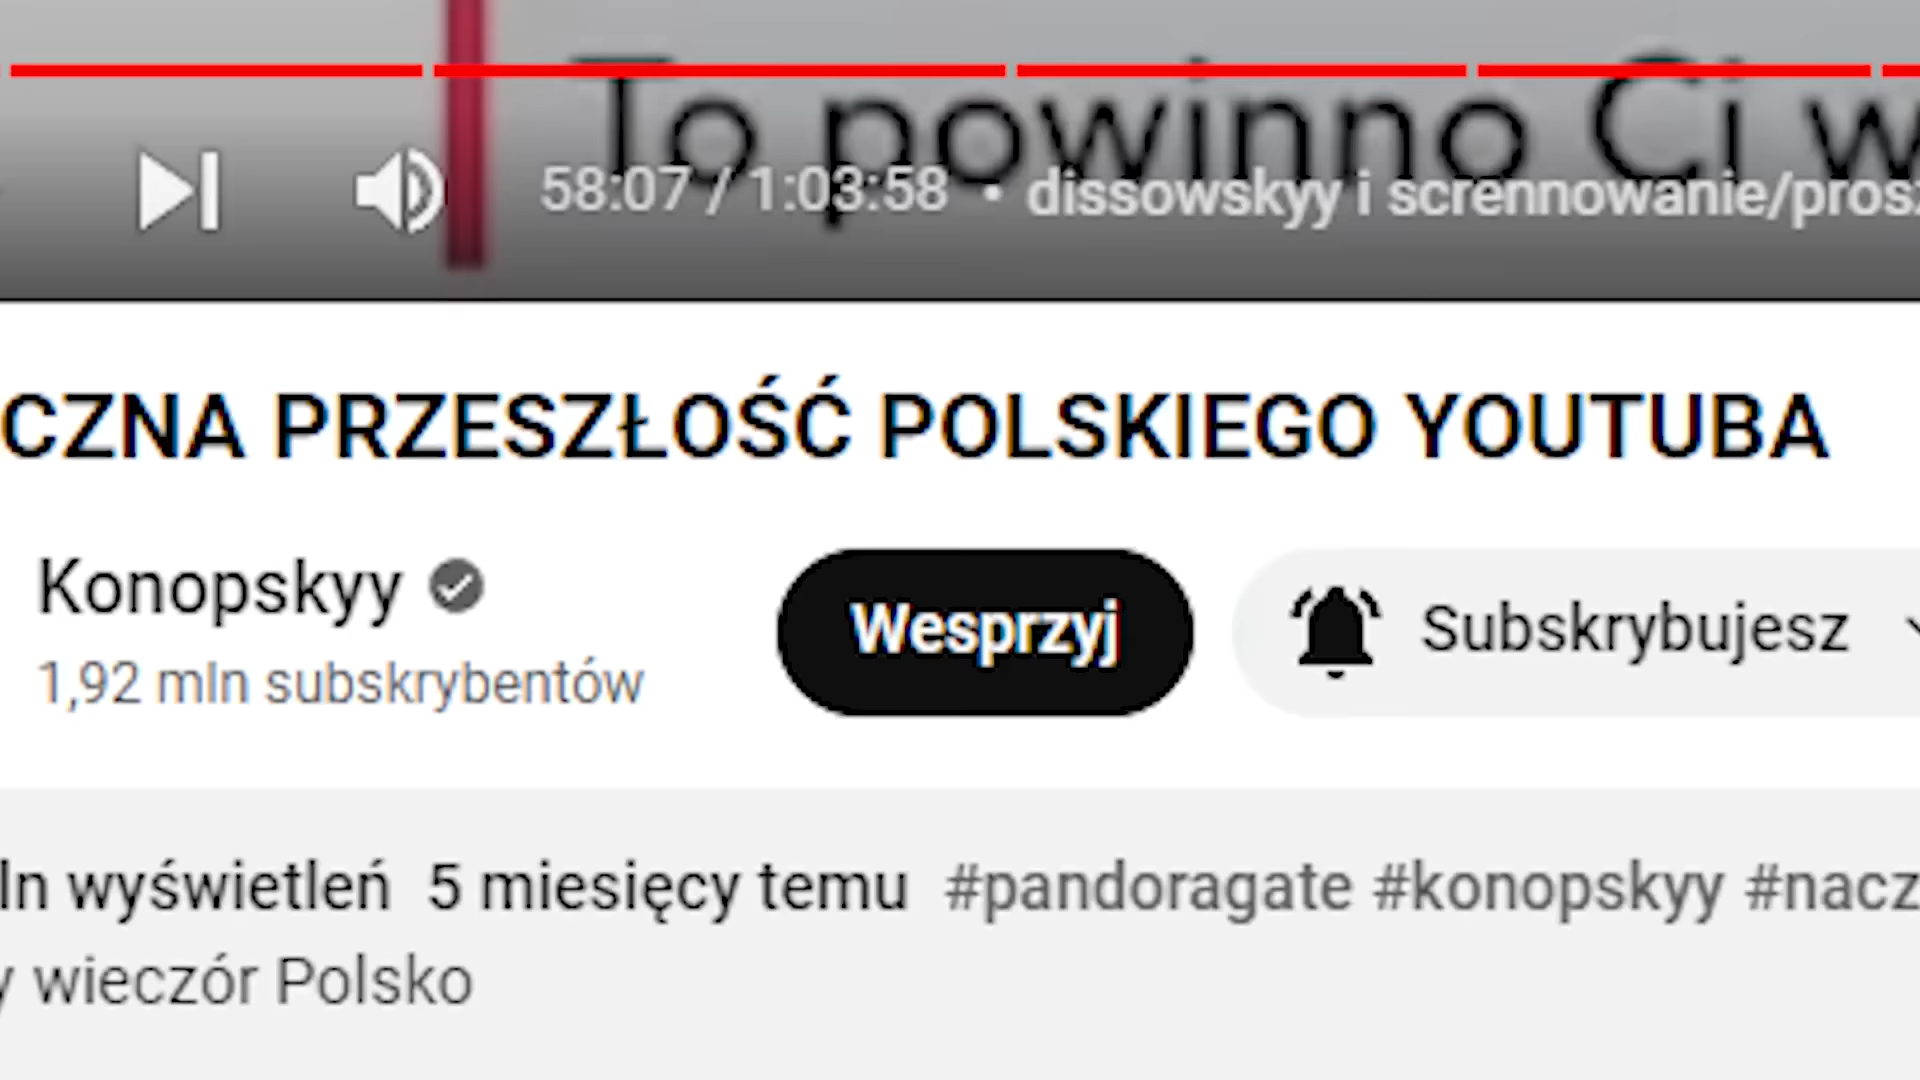 To powinno Ci w
58:07 / 1:03:58 • dissowskyy i scrennowanie/prosz
CZNA PRZESZŁOŚĆ POLSKIEGO YOUTUBA
Konopskyy
Wesprzyj
Subskrybujesz
1,92 mln subskrybentów
ln wyświetleń 5 miesięcy temu #pandoragate #konopskyy #nacz
y wieczór Polsko